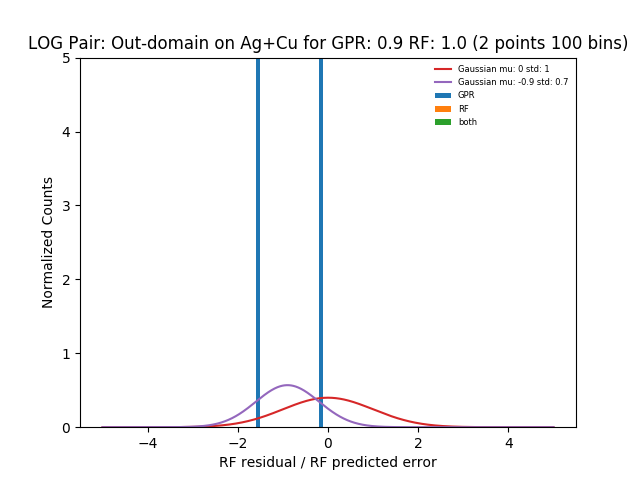 LOG Pair: Out-domain on Ag+Cu for GPR: 0.9 RF: 1.0 (2 points 100 bins)
Gaussian mu: 0 std: 1
Gaussian mu: -0.9 std: 0.7
GPR
RF
both
Normalized Counts
5
4
3
2
1
0
−4
−2
0
2
4
RF residual / RF predicted error